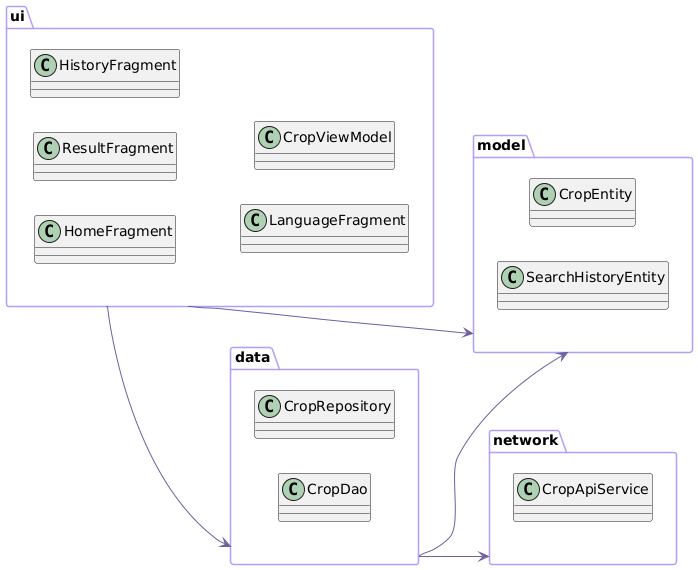 ui
C HistoryFragment
C ResultFragment
C HomeFragment
C CropViewModel
C LanguageFragment
model
C CropEntity
C SearchHistoryEntity
data
C CropRepository
C CropDao
network
C CropApiService